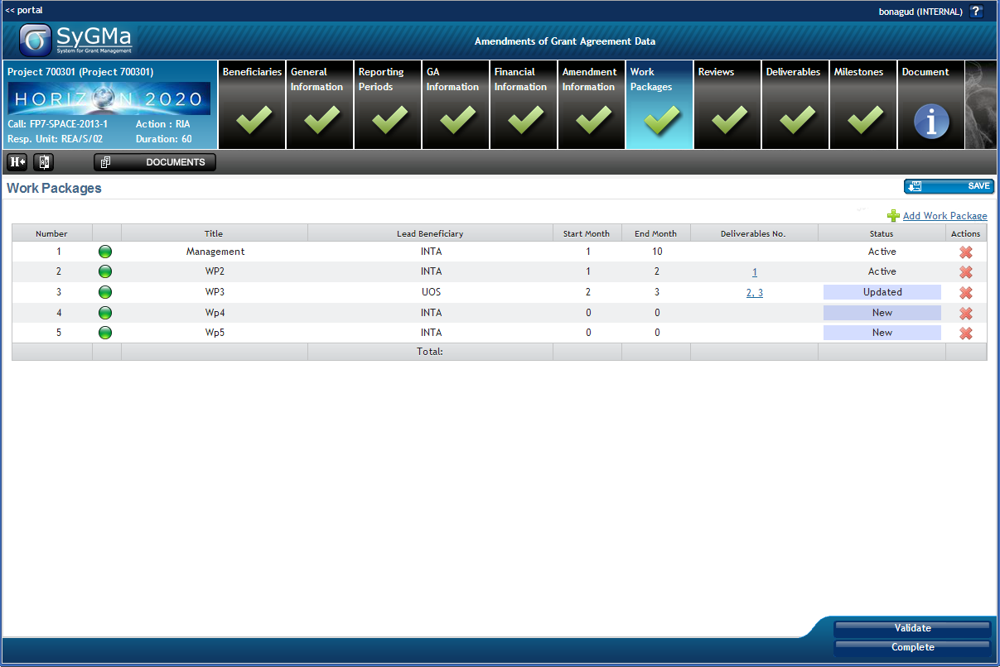 << portal
bonagud (INTERNAL) ?
SyGMa
System for Grant Management
Amendments of Grant Agreement Data
Project 700301 (Project 700301)
HORIZON 2020
Call: FP7-SPACE-2013-1 Action : RIA
Resp. Unit: REA/S/02 Duration: 60
Beneficiaries
General
Information
Reporting
Periods
GA
Information
Financial
Information
Amendment
Information
Work
Packages
Reviews
Deliverables
Milestones
Document
i
DOCUMENTS
Work Packages
SAVE
Add Work Package
Number Title Lead Beneficiary Start Month End Month Deliverables No. Status Actions
1 Management INTA 1 10 Active
2 WP2 INTA 1 2 1 Active
3 WP3 UOS 2 3 2, 3 Updated
4 Wp4 INTA 0 0 New
5 Wp5 INTA 0 0 New
Total:
Validate
Complete